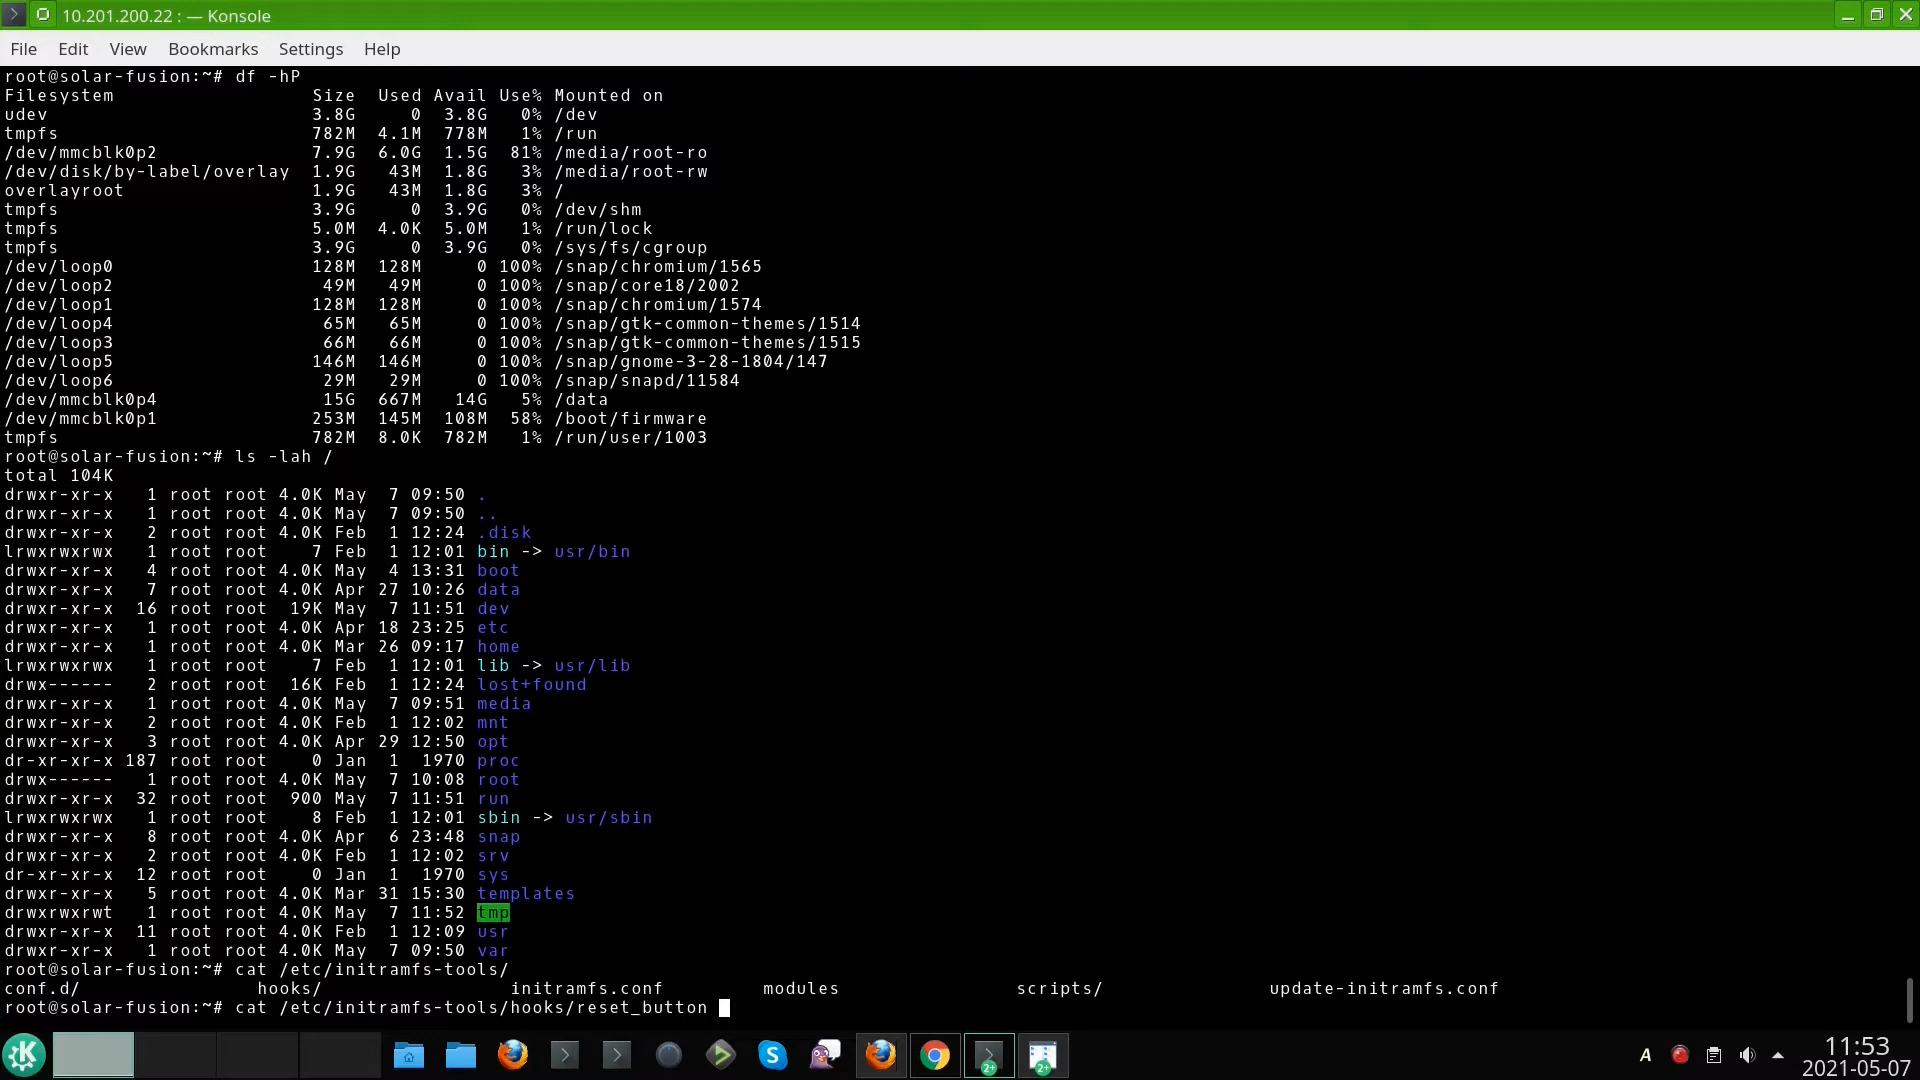 10.201.200.22 : — Konsole
File Edit View Bookmarks Settings Help
root@solar-fusion:~# df -hP
Filesystem                  Size  Used Avail Use% Mounted on
udev                        3.8G     0  3.8G   0% /dev
tmpfs                       782M  4.1M  778M   1% /run
/dev/mmcblk0p2              7.9G  6.0G  1.5G  81% /media/root-ro
/dev/disk/by-label/overlay  1.9G   43M  1.8G   3% /media/root-rw
overlayroot                 1.9G   43M  1.8G   3% /
tmpfs                       3.9G     0  3.9G   0% /dev/shm
tmpfs                       5.0M  4.0K  5.0M   1% /run/lock
tmpfs                       3.9G     0  3.9G   0% /sys/fs/cgroup
/dev/loop0                  128M  128M     0 100% /snap/chromium/1565
/dev/loop2                   49M   49M     0 100% /snap/core18/2002
/dev/loop1                  128M  128M     0 100% /snap/chromium/1574
/dev/loop4                   65M   65M     0 100% /snap/gtk-common-themes/1514
/dev/loop3                   66M   66M     0 100% /snap/gtk-common-themes/1515
/dev/loop5                  146M  146M     0 100% /snap/gnome-3-28-1804/147
/dev/loop6                   29M   29M     0 100% /snap/snapd/11584
/dev/mmcblk0p4               15G  667M   14G   5% /data
/dev/mmcblk0p1              253M  145M  108M  58% /boot/firmware
tmpfs                       782M  8.0K  782M   1% /run/user/1003
root@solar-fusion:~# ls -lah /
total 104K
drwxr-xr-x   1 root root 4.0K May  7 09:50 .
drwxr-xr-x   1 root root 4.0K May  7 09:50 ..
drwxr-xr-x   2 root root 4.0K Feb  1 12:24 .disk
lrwxrwxrwx   1 root root    7 Feb  1 12:01 bin -> usr/bin
drwxr-xr-x   4 root root 4.0K May  4 13:31 boot
drwxr-xr-x   7 root root 4.0K Apr 27 10:26 data
drwxr-xr-x  16 root root  19K May  7 11:51 dev
drwxr-xr-x   1 root root 4.0K Apr 18 23:25 etc
drwxr-xr-x   1 root root 4.0K Mar 26 09:17 home
lrwxrwxrwx   1 root root    7 Feb  1 12:01 lib -> usr/lib
drwx------   2 root root  16K Feb  1 12:24 lost+found
drwxr-xr-x   1 root root 4.0K May  7 09:51 media
drwxr-xr-x   2 root root 4.0K Feb  1 12:02 mnt
drwxr-xr-x   3 root root 4.0K Apr 29 12:50 opt
dr-xr-xr-x 187 root root    0 Jan  1  1970 proc
drwx------   1 root root 4.0K May  7 10:08 root
drwxr-xr-x  32 root root  900 May  7 11:51 run
lrwxrwxrwx   1 root root    8 Feb  1 12:01 sbin -> usr/sbin
drwxr-xr-x   8 root root 4.0K Apr  6 23:48 snap
drwxr-xr-x   2 root root 4.0K Feb  1 12:02 srv
dr-xr-xr-x  12 root root    0 Jan  1  1970 sys
drwxr-xr-x   5 root root 4.0K Mar 31 15:30 templates
drwxrwxrwt   1 root root 4.0K May  7 11:52 tmp
drwxr-xr-x  11 root root 4.0K Feb  1 12:09 usr
drwxr-xr-x   1 root root 4.0K May  7 09:50 var
root@solar-fusion:~# cat /etc/initramfs-tools/
conf.d/                hooks/                 initramfs.conf         modules                scripts/               update-initramfs.conf
root@solar-fusion:~# cat /etc/initramfs-tools/hooks/reset_button
2+ 2+ A 11:53
2021-05-07